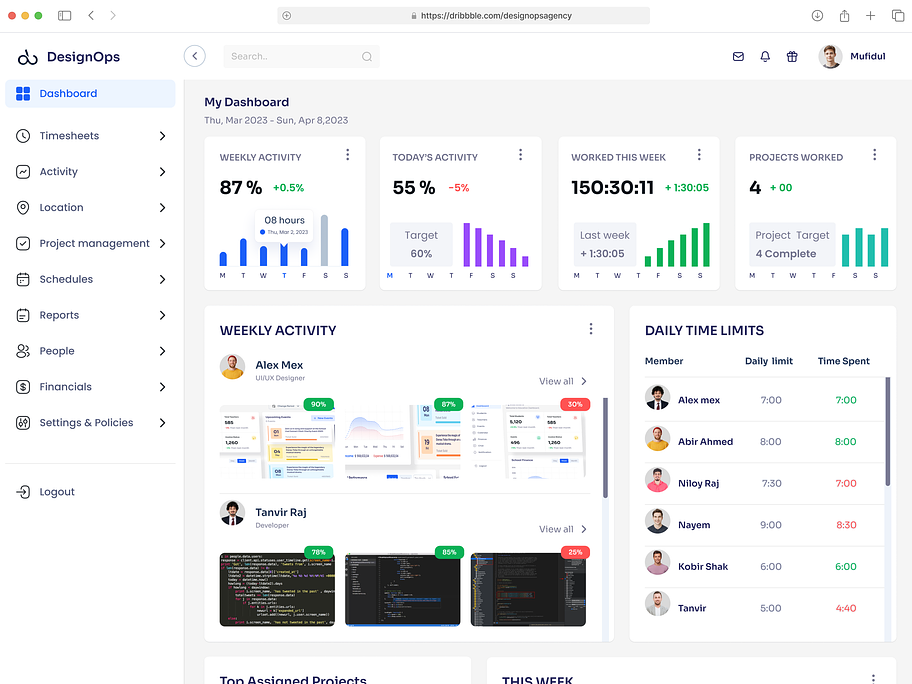 https://dribbble.com/designopsagency
DesignOps
Search..
Mufidul
Dashboard
Timesheets
Activity
Location
Project management
Schedules
Reports
People
Financials
Settings & Policies
Logout
My Dashboard
Thu, Mar 2023 - Sun, Apr 8,2023
WEEKLY ACTIVITY
87 % +0.5%
08 hours
Thu, Mar 2, 2023
M T W T F S S
TODAY'S ACTIVITY
55 % -5%
Target
60%
M T W T F S S
WORKED THIS WEEK
150:30:11 + 1:30:05
Last week
+ 1:30:05
M T W T F S S
PROJECTS WORKED
4 + 00
Project Target
4 Complete
M T W T F S S
WEEKLY ACTIVITY
Alex Mex
UI/UX Designer
View all
90% 87% 30%
Tanvir Raj
Developer
View all
78% 85% 25%
DAILY TIME LIMITS
Member Daily limit Time Spent
Alex mex 7:00 7:00
Abir Ahmed 8:00 8:00
Niloy Raj 7:30 7:00
Nayem 9:00 8:30
Kobir Shak 6:00 6:00
Tanvir 5:00 4:40
Top Assigned Projects
THIS WEEK